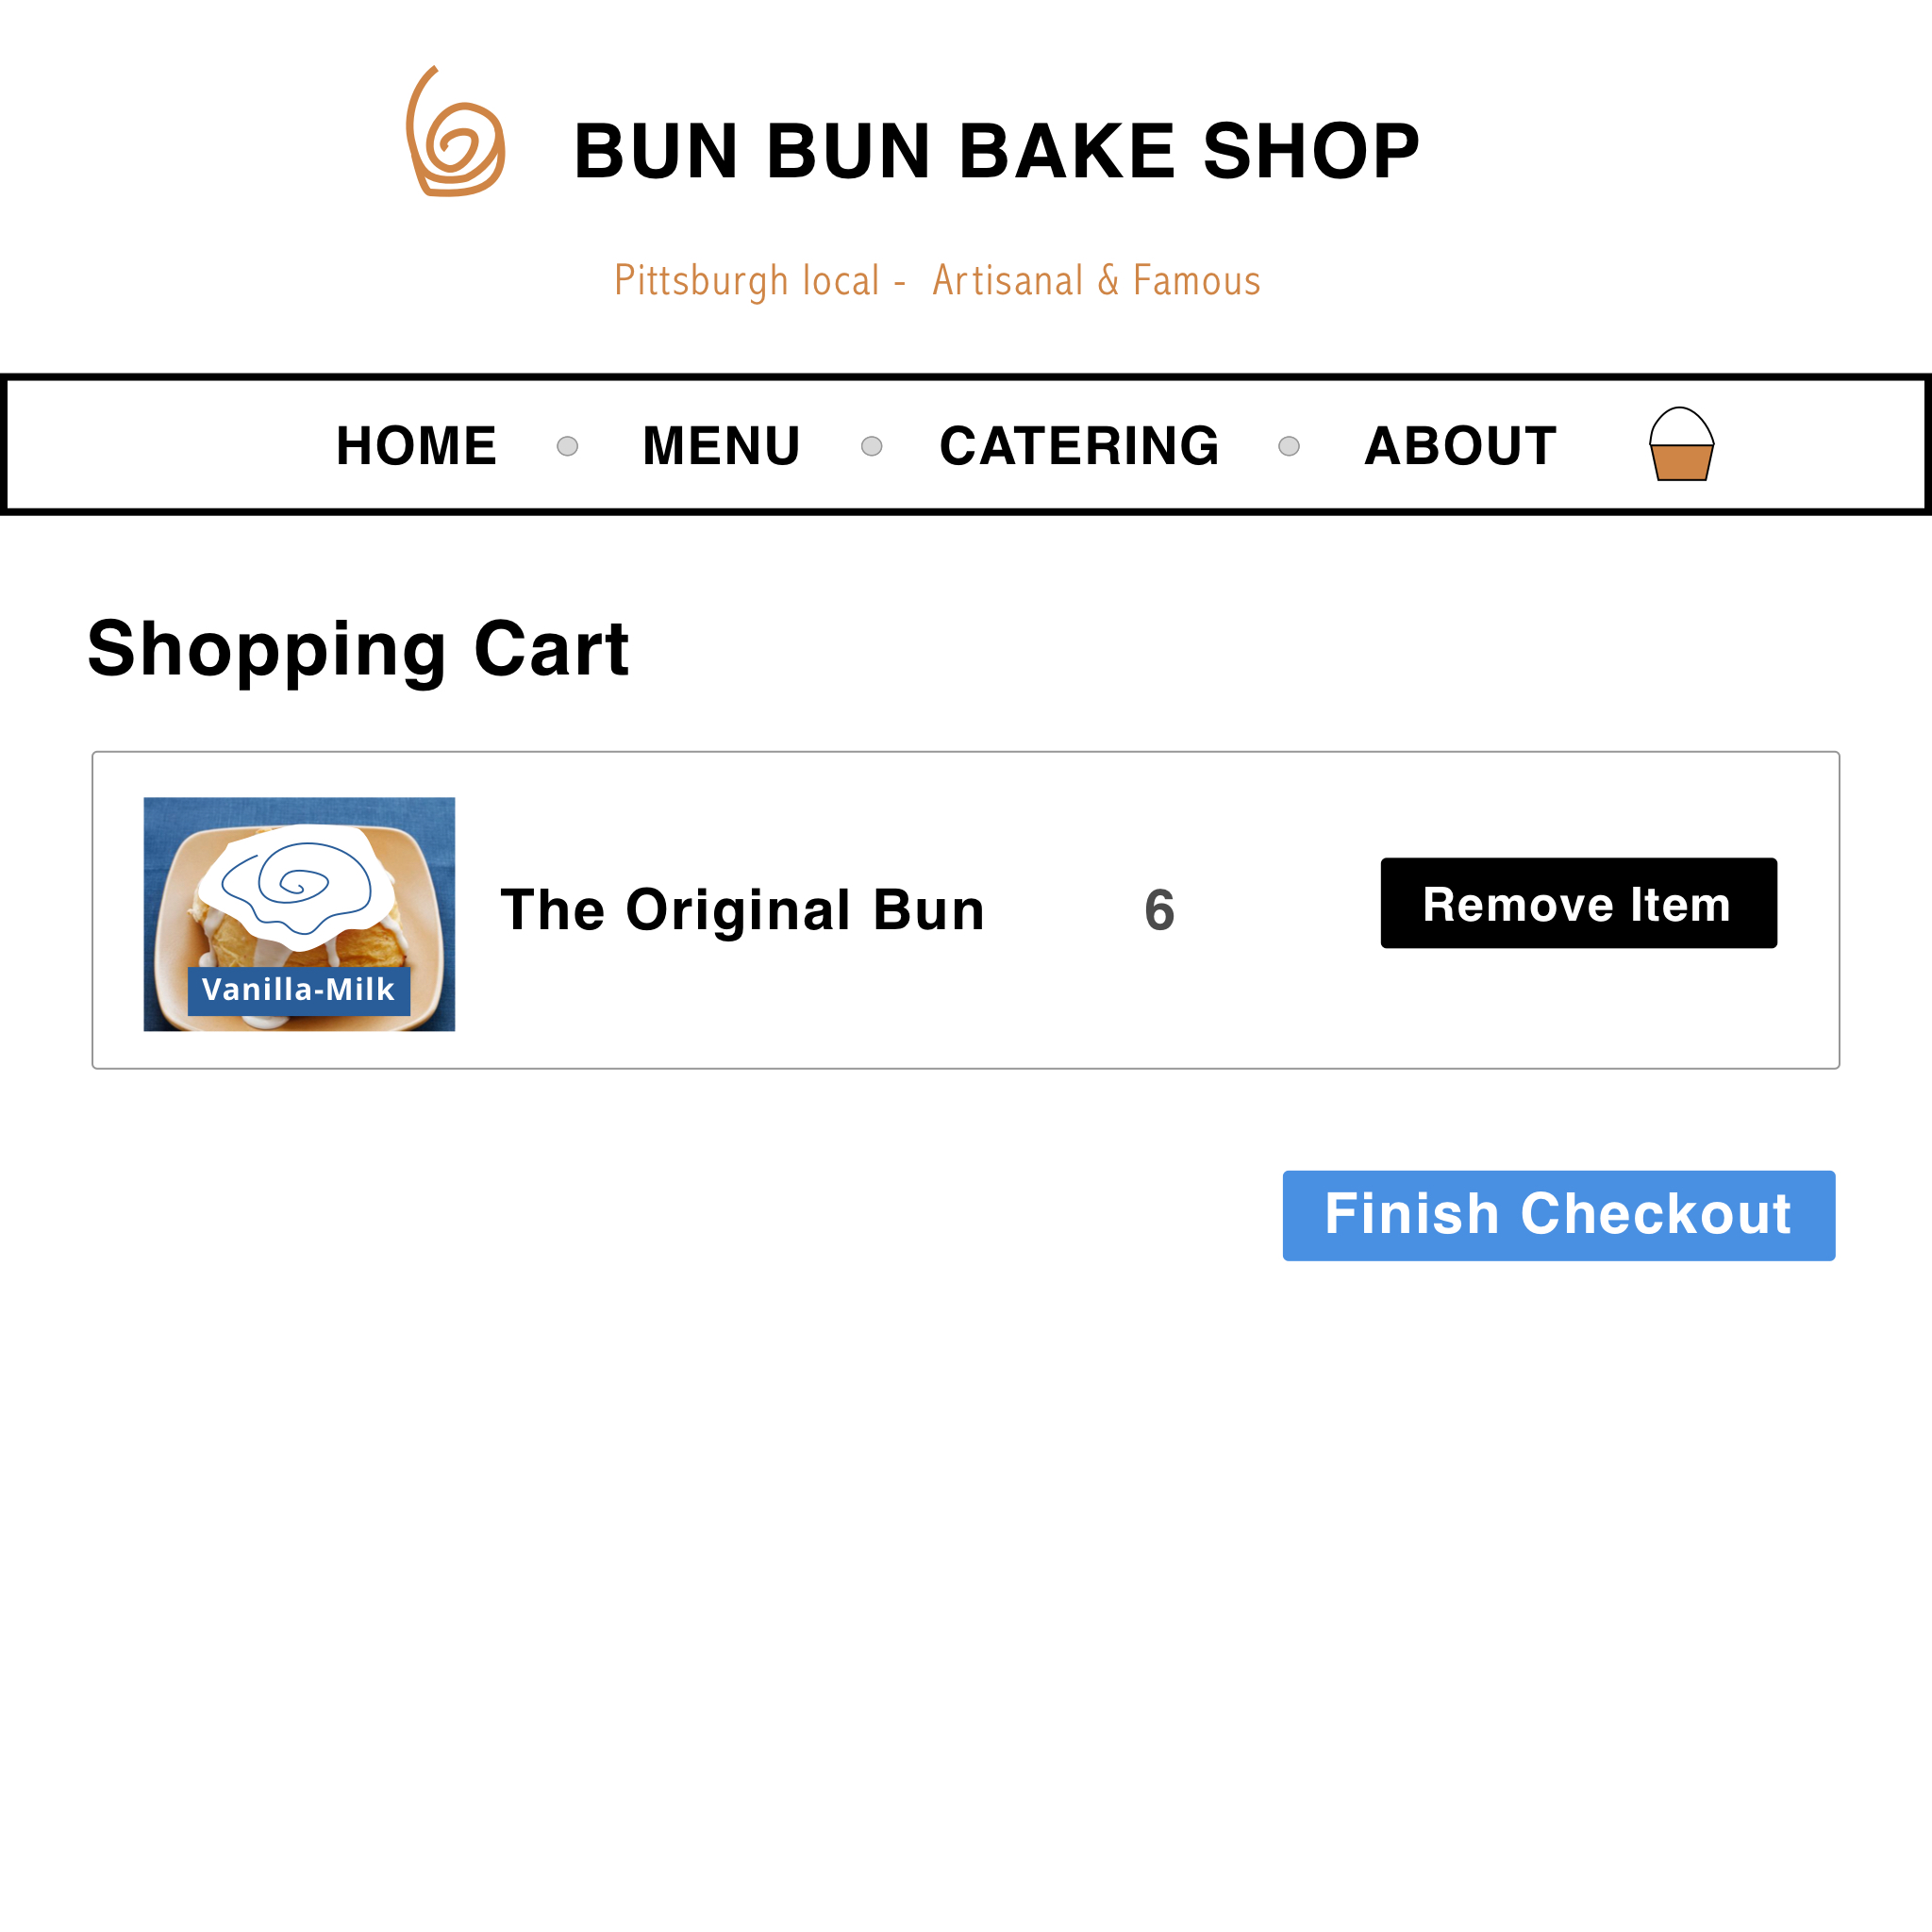 BUN BUN BAKE SHOP
Pittsburgh local - Artisanal & Famous
HOME MENU CATERING ABOUT
Shopping Cart
The Original Bun 6 Remove Item
Vanilla-Milk
Finish Checkout